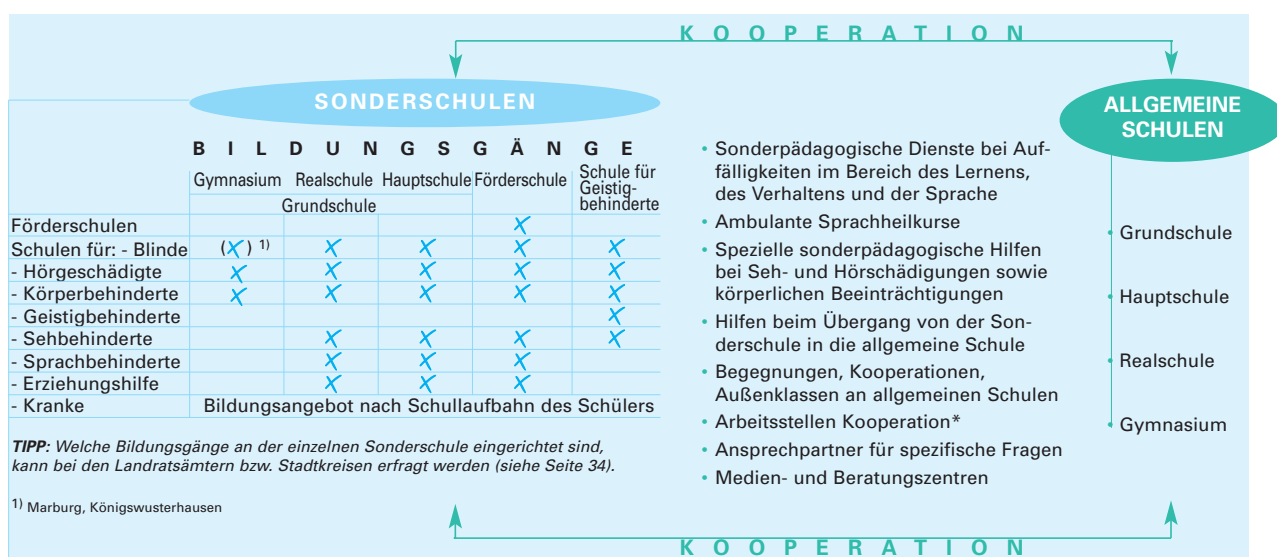 KOOPERATION
SONDERSCHULEN
BILDUNGSGÄNGE
Gymnasium Realschule Hauptschule Förderschule Schule für
Geistig-
behinderte
Grundschule
Förderschulen X
Schulen für: - Blinde (X) 1) X X X X
- Hörgeschädigte X X X X X
- Körperbehinderte X X X X X
- Geistigbehinderte X
- Sehbehinderte X X X X
- Sprachbehinderte X X X
- Erziehungshilfe X X X
- Kranke Bildungsangebot nach Schullaufbahn des Schülers
TIPP: Welche Bildungsgänge an der einzelnen Sonderschule eingerichtet sind,
kann bei den Landratsämtern bzw. Stadtkreisen erfragt werden (siehe Seite 34).
1) Marburg, Königswusterhausen
• Sonderpädagogische Dienste bei Auf-
fälligkeiten im Bereich des Lernens,
des Verhaltens und der Sprache
• Ambulante Sprachheilkurse
• Spezielle sonderpädagogische Hilfen
bei Seh- und Hörschädigungen sowie
körperlichen Beeinträchtigungen
• Hilfen beim Übergang von der Son-
derschule in die allgemeine Schule
• Begegnungen, Kooperationen,
Außenklassen an allgemeinen Schulen
• Arbeitsstellen Kooperation*
• Ansprechpartner für spezifische Fragen
• Medien- und Beratungszentren
ALLGEMEINE
SCHULEN
• Grundschule
• Hauptschule
• Realschule
• Gymnasium
KOOPERATION